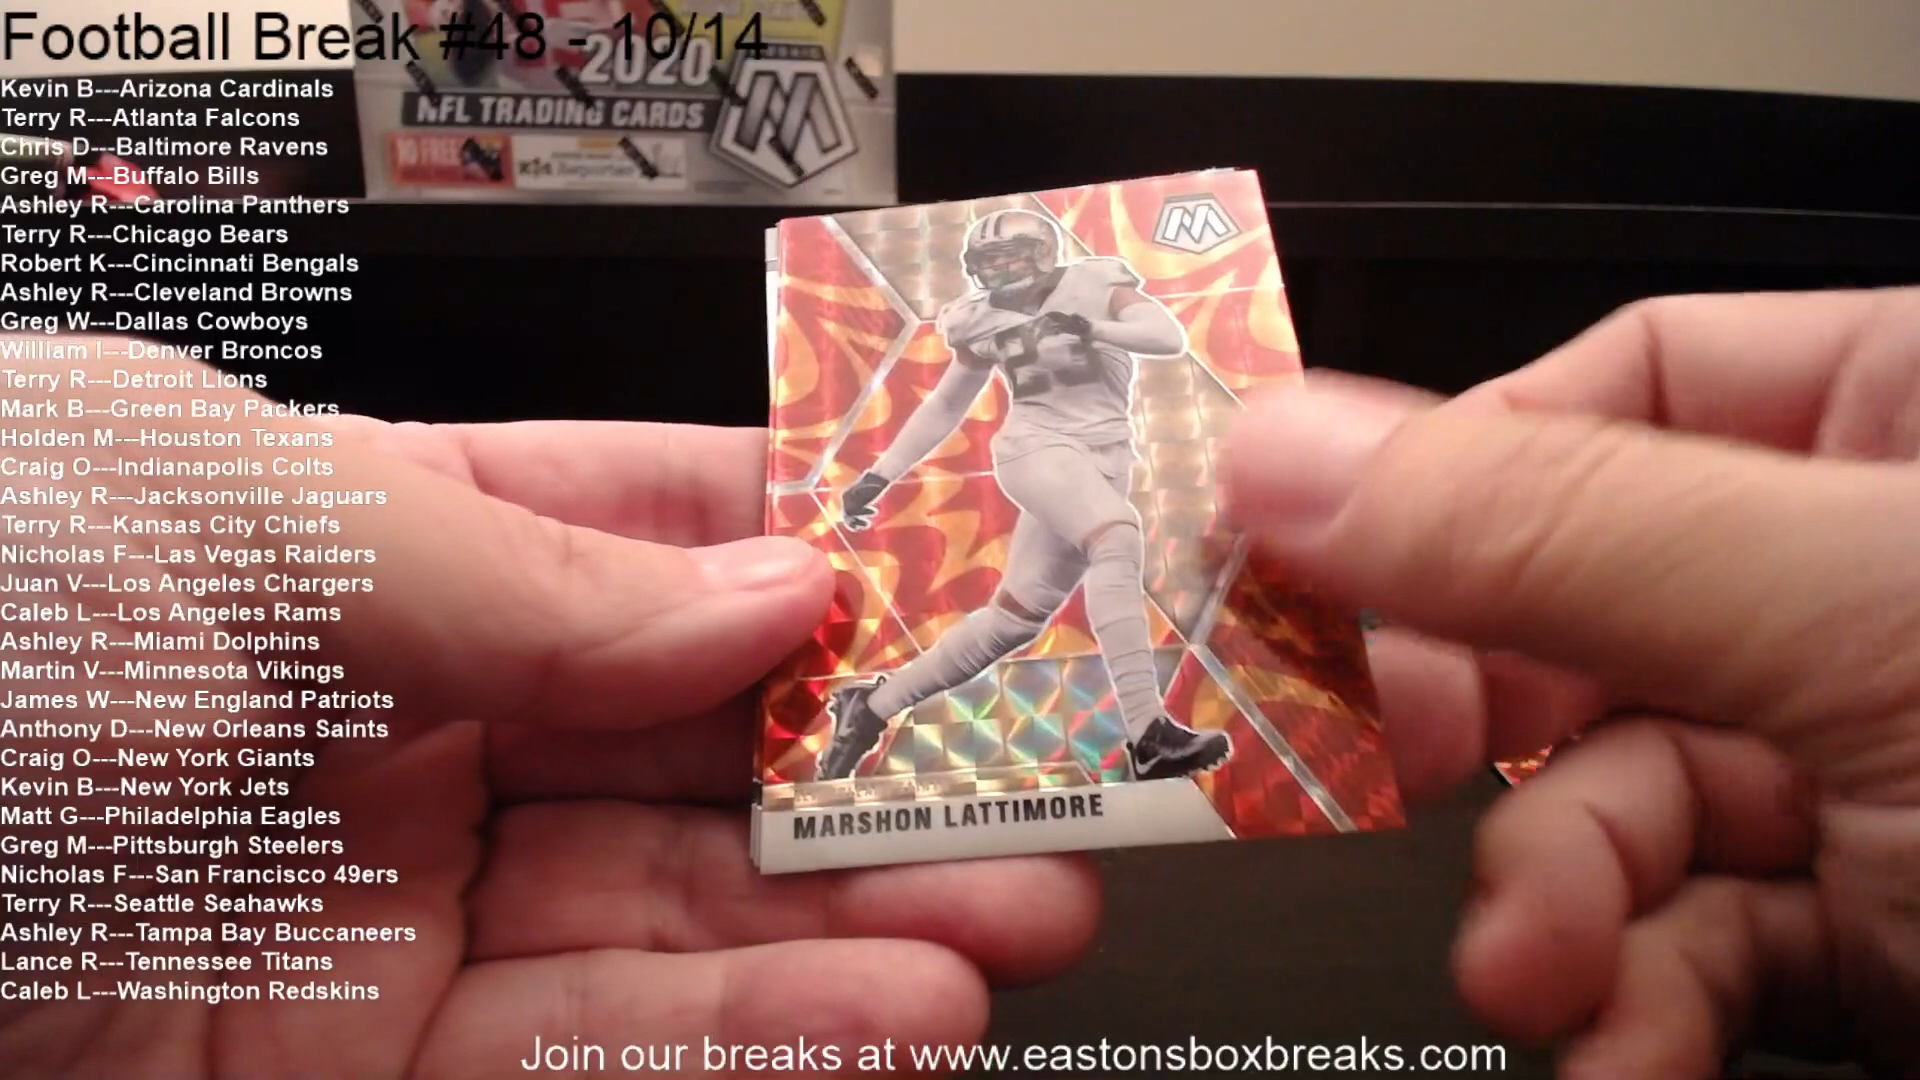 Football Break #48 - 10/14
2020
NFL TRADING CARDS
10 FREE
Kevin B---Arizona Cardinals
Terry R---Atlanta Falcons
Chris D---Baltimore Ravens
Greg M---Buffalo Bills
Ashley R---Carolina Panthers
Terry R---Chicago Bears
Robert K---Cincinnati Bengals
Ashley R---Cleveland Browns
Greg W---Dallas Cowboys
William I---Denver Broncos
Terry R---Detroit Lions
Mark B---Green Bay Packers
Holden M---Houston Texans
Craig O---Indianapolis Colts
Ashley R---Jacksonville Jaguars
Terry R---Kansas City Chiefs
Nicholas F---Las Vegas Raiders
Juan V---Los Angeles Chargers
Caleb L---Los Angeles Rams
Ashley R---Miami Dolphins
Martin V---Minnesota Vikings
James W---New England Patriots
Anthony D---New Orleans Saints
Craig O---New York Giants
Kevin B---New York Jets
Matt G---Philadelphia Eagles
Greg M---Pittsburgh Steelers
Nicholas F---San Francisco 49ers
Terry R---Seattle Seahawks
Ashley R---Tampa Bay Buccaneers
Lance R---Tennessee Titans
Caleb L---Washington Redskins
23
MARSHON LATTIMORE
Join our breaks at www.eastonsboxbreaks.com